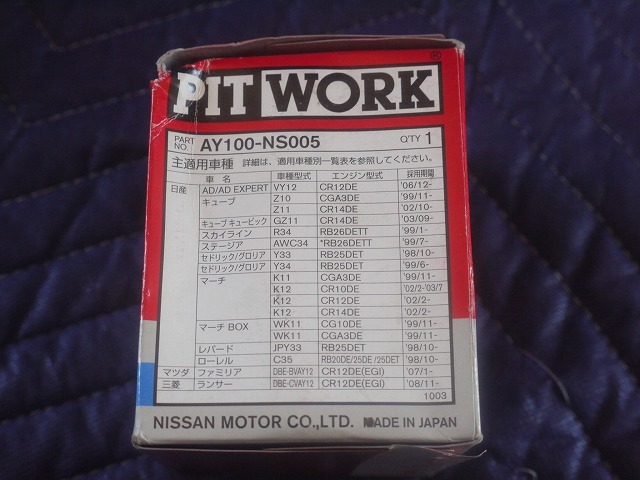 PIT WORK ®
PART NO. AY100-NS005 Q'TY 1
主適用車種 詳細は、適用車種別一覧表を参照してください。
車 名 車種型式 エンジン型式 採用期間
日産 AD/AD EXPERT VY12 CR12DE '06/12-
キューブ Z10 CGA3DE '99/11-
Z11 CR14DE '02/10-
キューブ キュービック GZ11 CR14DE '03/09-
スカイライン R34 RB26DETT '99/1-
ステージア AWC34 *RB26DETT '99/7-
セドリック/グロリア Y33 RB25DET '98/10-
セドリック/グロリア Y34 RB25DET '99/6-
マーチ K11 CGA3DE '99/11-
K12 CR10DE '02/2-'03/7
K12 CR12DE '02/2-
K12 CR14DE '02/2-
マーチ BOX WK11 CG10DE '99/11-
WK11 CGA3DE '99/11-
レパード JPY33 RB25DET '98/10-
ローレル C35 RB20DE/25DE /25DET '98/10-
マツダ ファミリア DBE-BVAY12 CR12DE(EGI) '07/1-
三菱 ランサー DBE-CVAY12 CR12DE(EGI) '08/11-
1003
NISSAN MOTOR CO.,LTD. MADE IN JAPAN